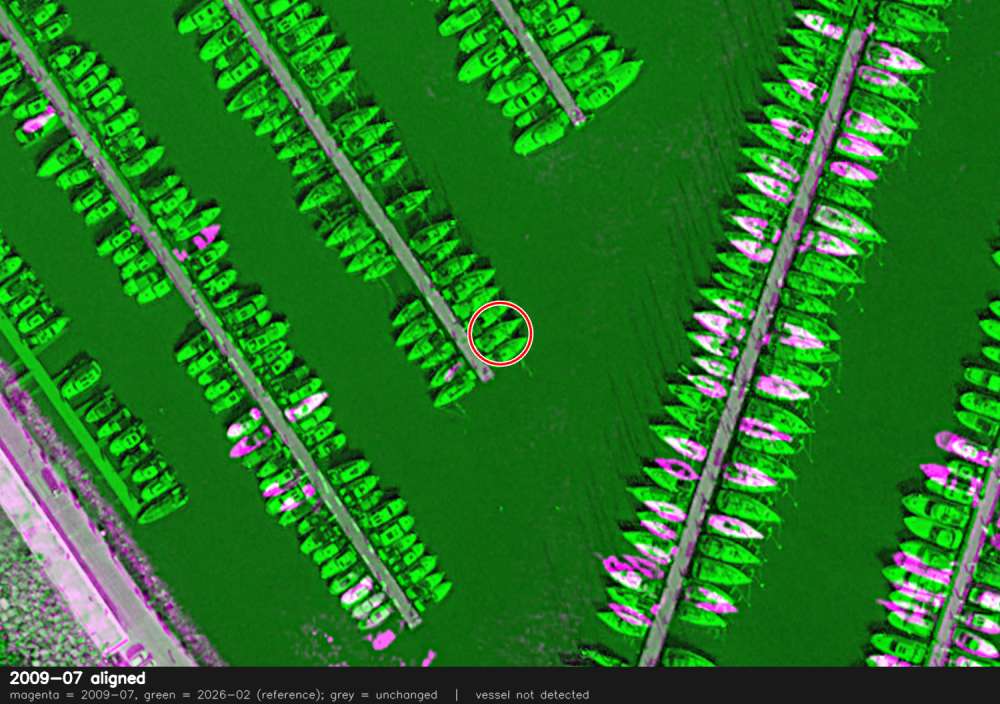 2009-07 aligned
magenta = 2009-07, green = 2026-02 (reference); grey = unchanged | vessel not detected